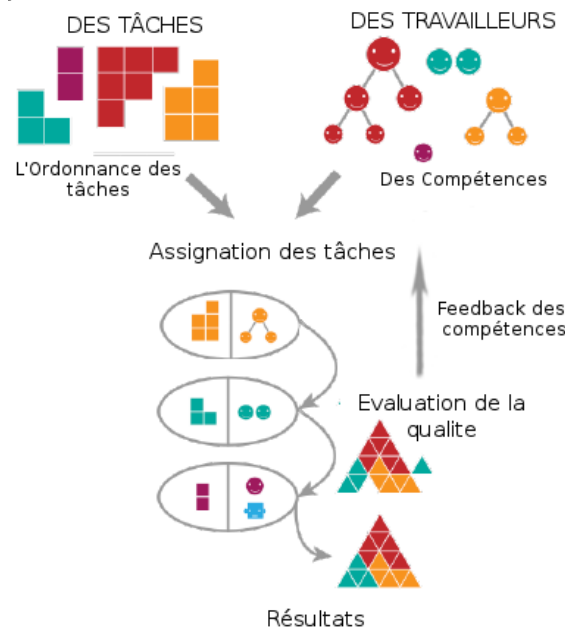 DES TÂCHES
DES TRAVAILLEURS
L'Ordonnance des
tâches
Des Compétences
Assignation des tâches
Feedback des
compétences
Evaluation de la
qualite
Résultats